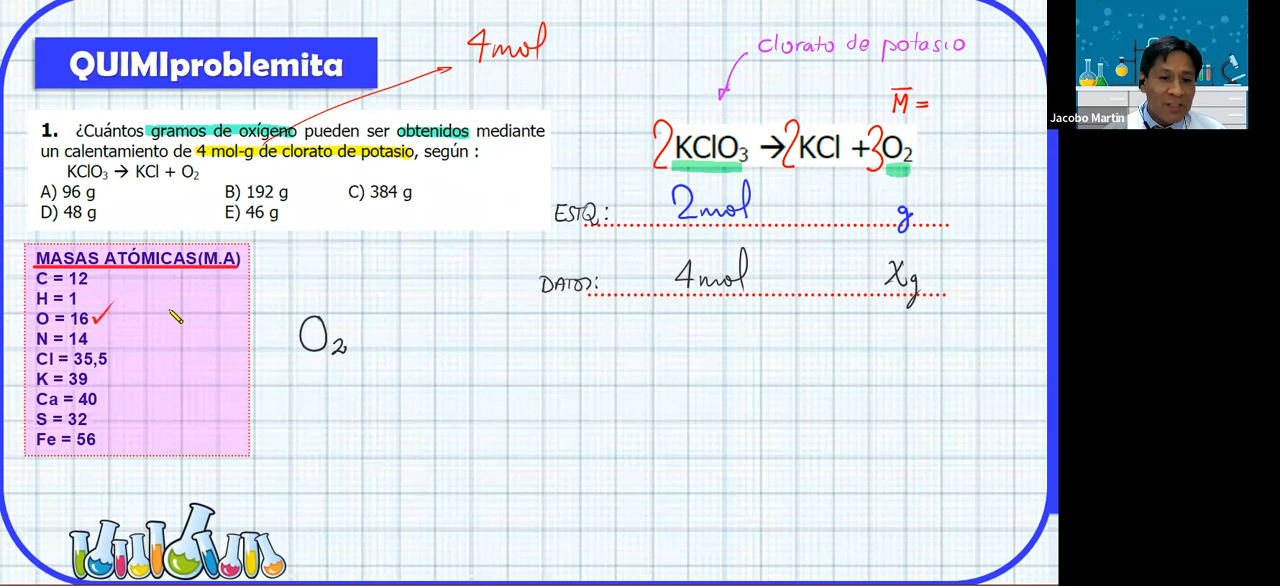 QUIMIproblemita
4mol
clorato de potasio
M =
1. ¿Cuántos gramos de oxígeno pueden ser obtenidos mediante
un calentamiento de 4 mol-g de clorato de potasio, según :
KClO₃ → KCl + O₂
A) 96 g B) 192 g C) 384 g
D) 48 g E) 46 g
2KClO₃ → 2KCl + 3O₂
ESTQ: 2mol g
DATOS: 4mol Xg
MASAS ATÓMICAS(M.A)
C = 12
H = 1
O = 16
N = 14
Cl = 35,5
K = 39
Ca = 40
S = 32
Fe = 56
O₂
Jacobo Martin